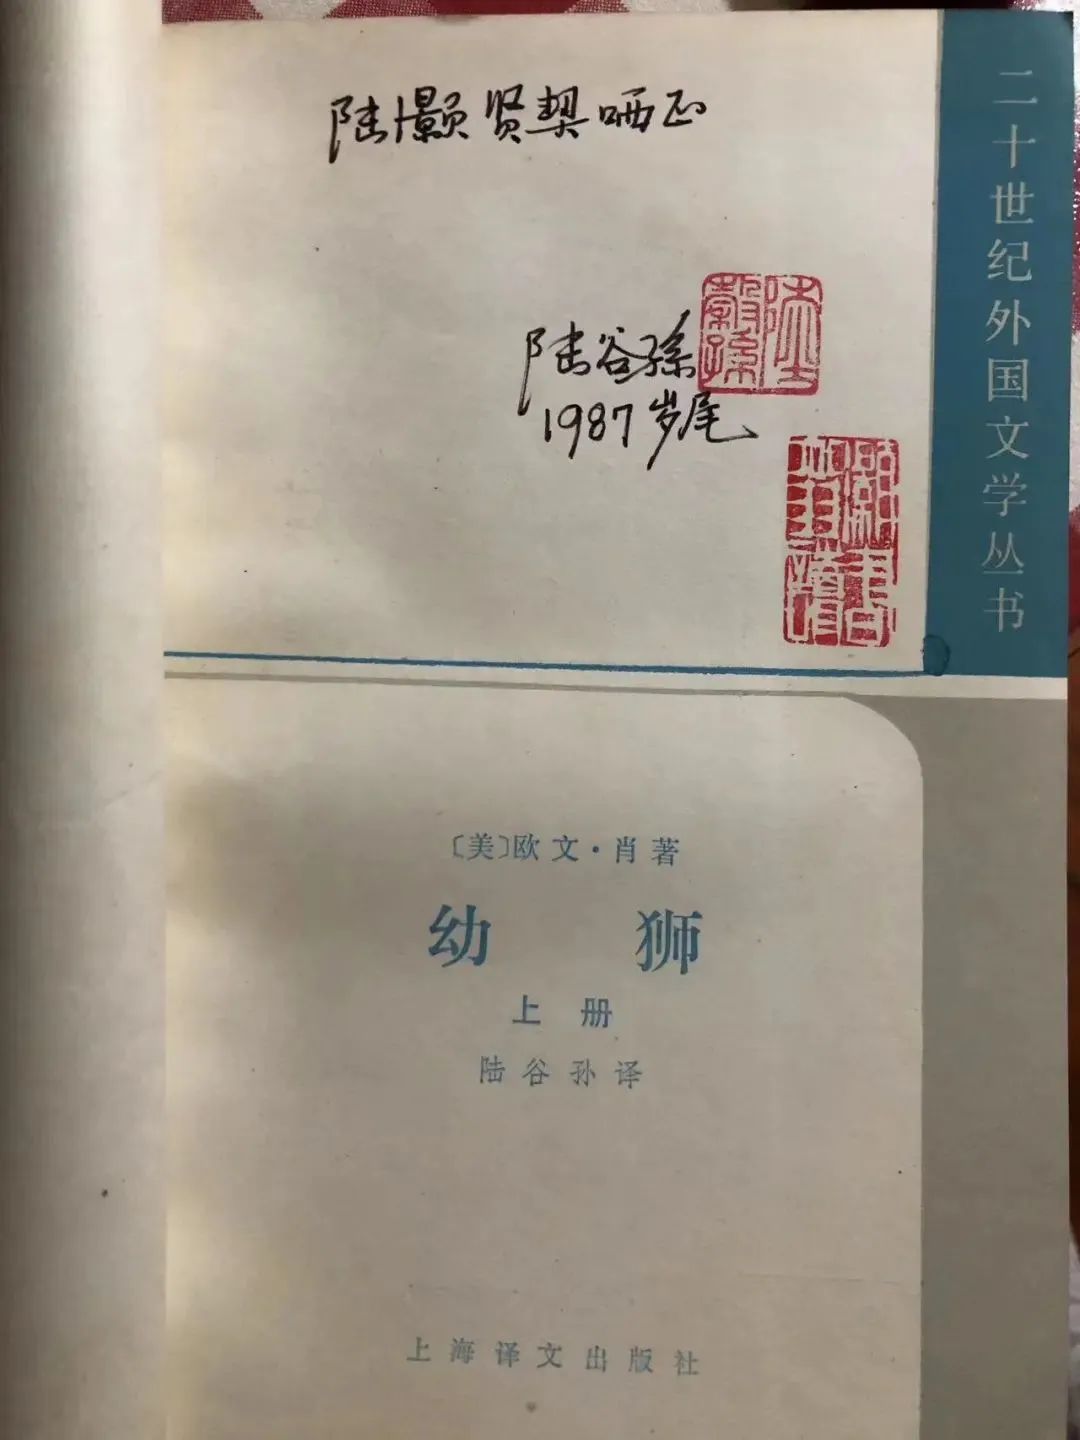 陆灏贤契哂正
陆谷孙
1987岁尾
二十世纪外国文学丛书
〔美〕欧文·肖著
幼狮
上册
陆谷孙译
上海译文出版社